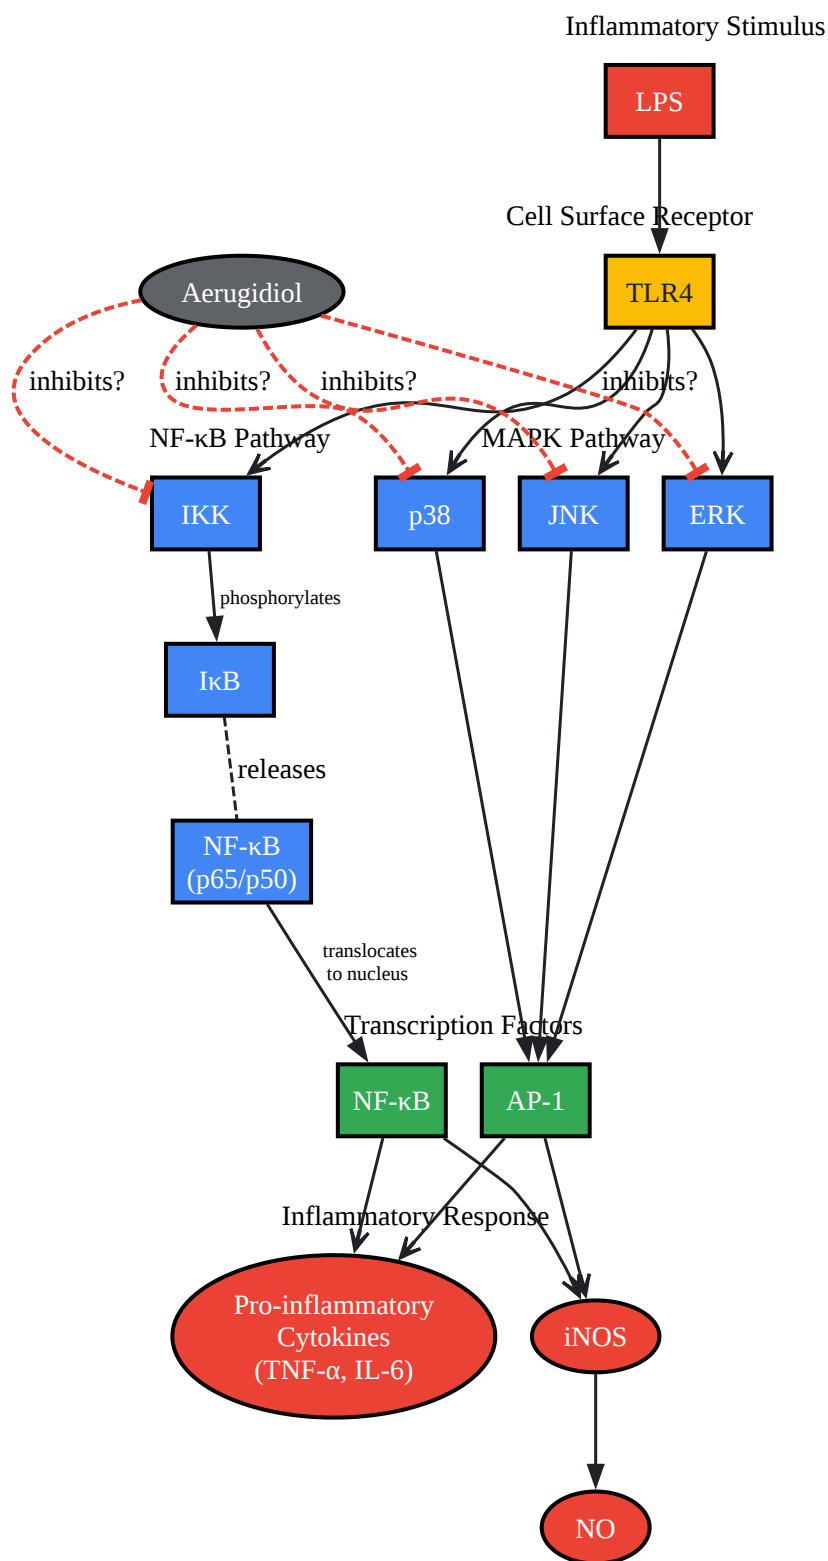 Inflammatory Stimulus
LPS
Cell Surface Receptor
Aerugidiol
TLR4
inhibits?
inhibits?
inhibits?
inhibits?
NF-κB Pathway
MAPK Pathway
IKK
p38
JNK
ERK
phosphorylates
IκB
releases
NF-κB
(p65/p50)
translocates
to nucleus
Transcription Factors
NF-κB
AP-1
Inflammatory Response
Pro-inflammatory
Cytokines
(TNF-α, IL-6)
iNOS
NO